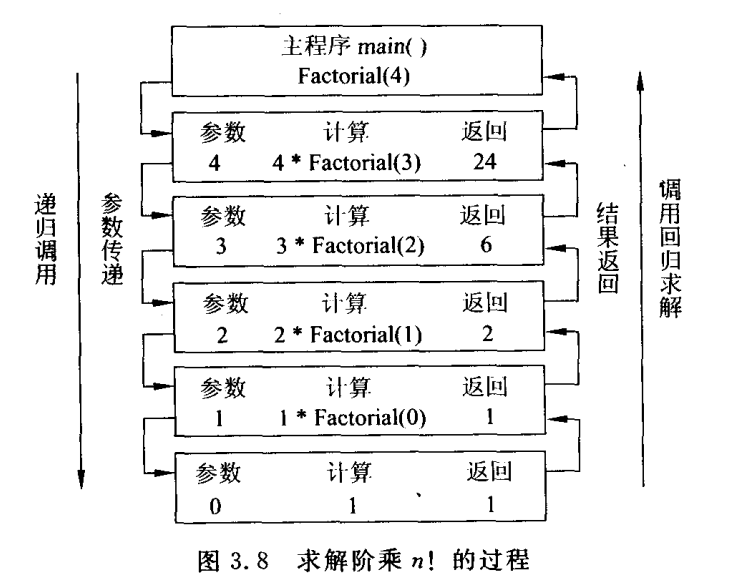 主程序 main( )
Factorial(4)
参数 计算 返回
4 4 * Factorial(3) 24
参数 计算 返回
3 3 * Factorial(2) 6
参数 计算 返回
2 2 * Factorial(1) 2
参数 计算 返回
1 1 * Factorial(0) 1
参数 计算 返回
0 1 1
递归调用
参数传递
结果返回
调用回归求解
图 3.8 求解阶乘 n! 的过程